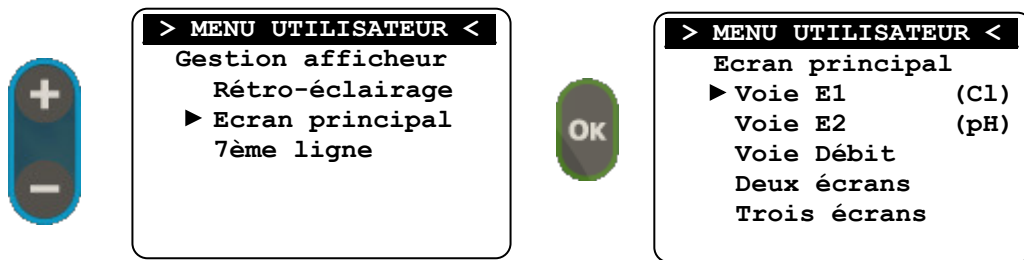 +
−
> MENU UTILISATEUR <
Gestion afficheur
Rétro-éclairage
► Ecran principal
7ème ligne
OK
> MENU UTILISATEUR <
Ecran principal
► Voie E1 (Cl)
Voie E2 (pH)
Voie Débit
Deux écrans
Trois écrans